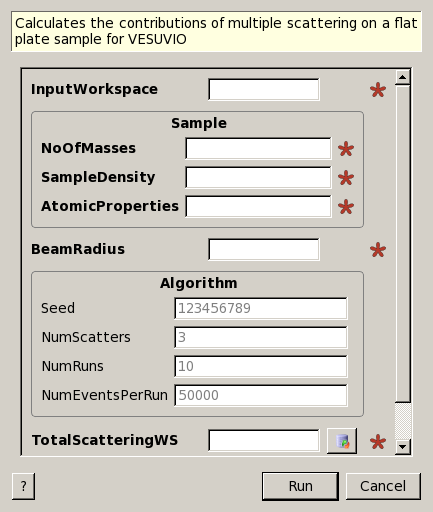 Calculates the contributions of multiple scattering on a flat
plate sample for VESUVIO
InputWorkspace
Sample
NoOfMasses
SampleDensity
AtomicProperties
BeamRadius
Algorithm
Seed 123456789
NumScatters 3
NumRuns 10
NumEventsPerRun 50000
TotalScatteringWS
? Run Cancel